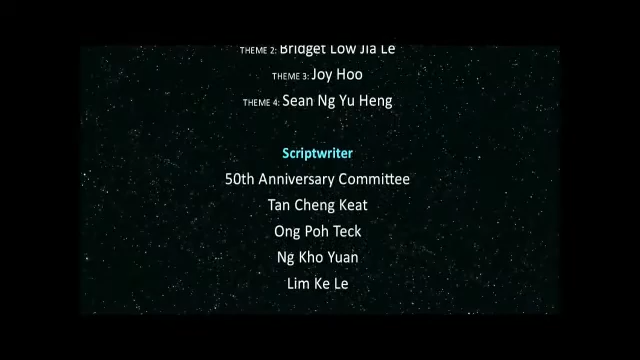 THEME 2: Bridget Low Jia Le
THEME 3: Joy Hoo
THEME 4: Sean Ng Yu Heng
Scriptwriter
50th Anniversary Committee
Tan Cheng Keat
Ong Poh Teck
Ng Kho Yuan
Lim Ke Le